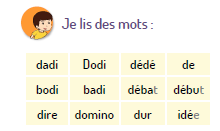 Je lis des mots :
dadi Dodi dédé de
bodi badi débat début
dire domino dur idée